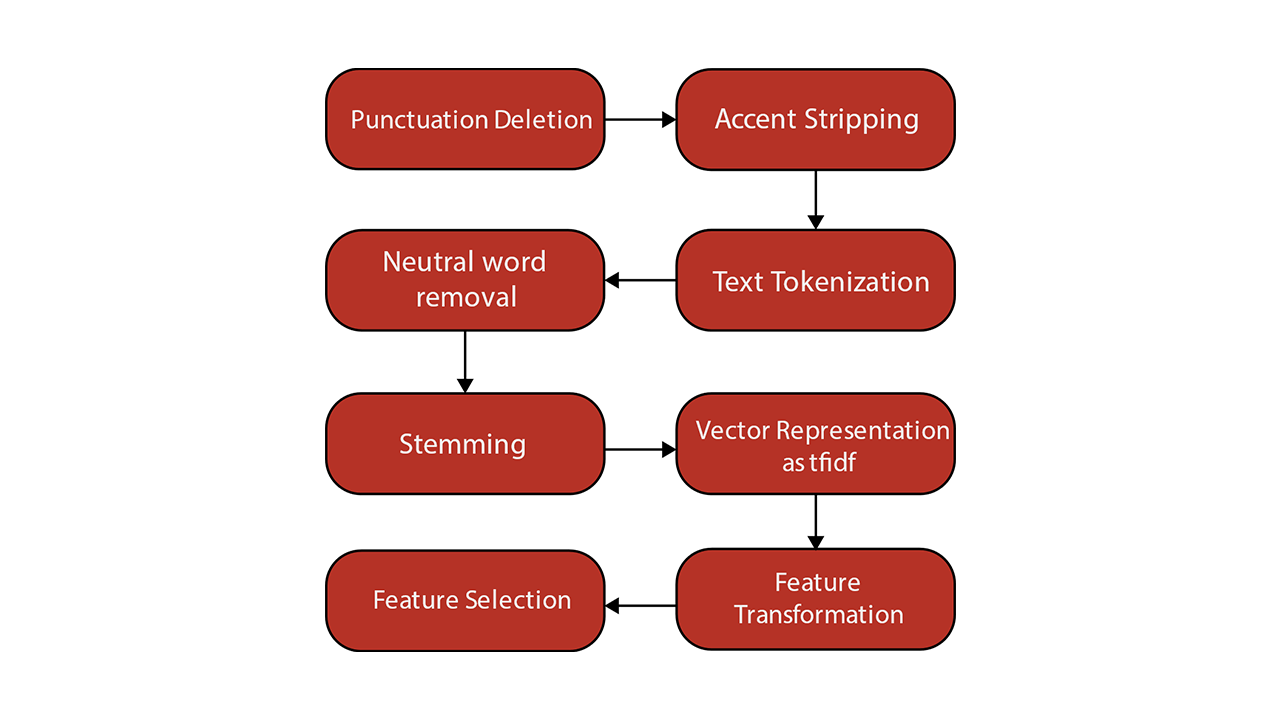 Punctuation Deletion
Accent Stripping
Text Tokenization
Neutral word
removal
Stemming
Vector Representation
as tfidf
Feature
Transformation
Feature Selection